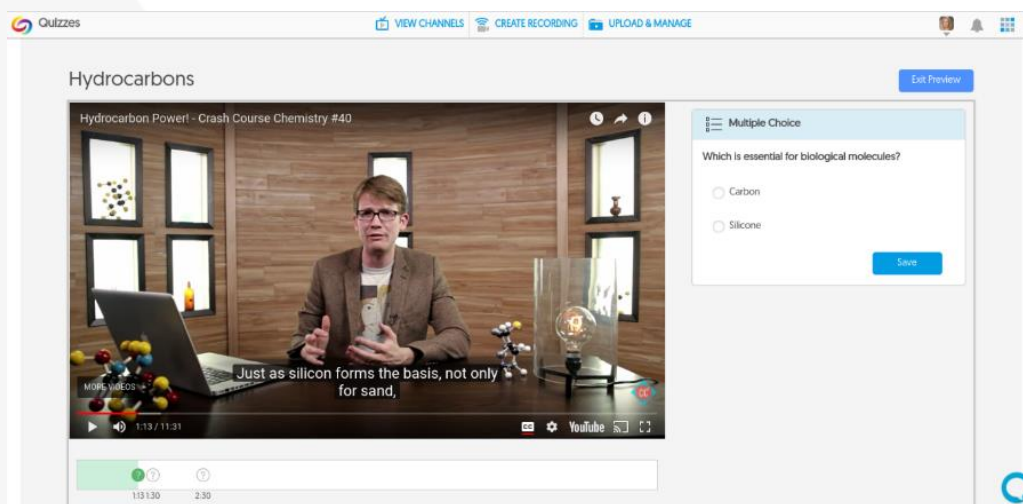 Quizzes
VIEW CHANNELS
CREATE RECORDING
UPLOAD & MANAGE
Hydrocarbons
Exit Preview
Hydrocarbon Power! - Crash Course Chemistry #40
Just as silicon forms the basis, not only
for sand,
MORE VIDEOS
CC
1:13 / 11:31
CC
YouTube
Multiple Choice
Which is essential for biological molecules?
Carbon
Silicone
Save
1:13 1:30 2:30